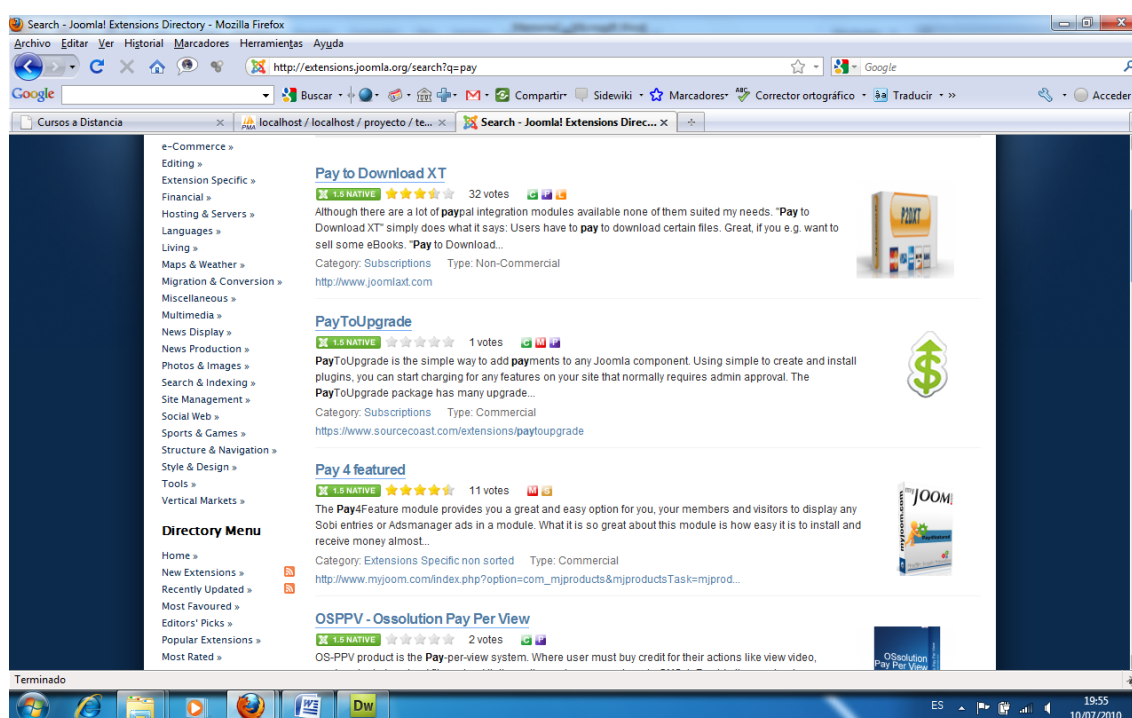 Search - Joomla! Extensions Directory - Mozilla Firefox
Archivo Editar Ver Historial Marcadores Herramientas Ayuda
http://extensions.joomla.org/search?q=pay
Google
Google Buscar Compartir Sidewiki Marcadores Corrector ortográfico Traducir » Acceder
Cursos a Distancia
localhost / localhost / proyecto / te...
Search - Joomla! Extensions Direc...
e-Commerce »
Editing »
Extension Specific »
Financial »
Hosting & Servers »
Languages »
Living »
Maps & Weather »
Migration & Conversion »
Miscellaneous »
Multimedia »
News Display »
News Production »
Photos & Images »
Search & Indexing »
Site Management »
Social Web »
Sports & Games »
Structure & Navigation »
Style & Design »
Tools »
Vertical Markets »
Directory Menu
Home »
New Extensions »
Recently Updated »
Most Favoured »
Editors' Picks »
Popular Extensions »
Most Rated »
Pay to Download XT
1.5 NATIVE 32 votes C P L
Although there are a lot of paypal integration modules available none of them suited my needs. "Pay to
Download XT" simply does what it says: Users have to pay to download certain files. Great, if you e.g. want to
sell some eBooks. "Pay to Download...
Category: Subscriptions Type: Non-Commercial
http://www.joomlaxt.com
P2DXT
PayToUpgrade
1.5 NATIVE 1 votes C M P
PayToUpgrade is the simple way to add payments to any Joomla component. Using simple to create and install
plugins, you can start charging for any features on your site that normally requires admin approval. The
PayToUpgrade package has many upgrade...
Category: Subscriptions Type: Commercial
https://www.sourcecoast.com/extensions/paytoupgrade
Pay 4 featured
1.5 NATIVE 11 votes M S
The Pay4Feature module provides you a great and easy option for you, your members and visitors to display any
Sobi entries or Adsmanager ads in a module. What it is so great about this module is how easy it is to install and
receive money almost...
Category: Extensions Specific non sorted Type: Commercial
http://www.myjoom.com/index.php?option=com_mjproducts&mjproductsTask=mjprod...
my JOOM!
myjoom.com
OSPPV - Ossolution Pay Per View
1.5 NATIVE 2 votes C P
OS-PPV product is the Pay-per-view system. Where user must buy credit for their actions like view video,
OSsolution
Pay Per View
Terminado
Dw
ES
19:55
10/07/2010